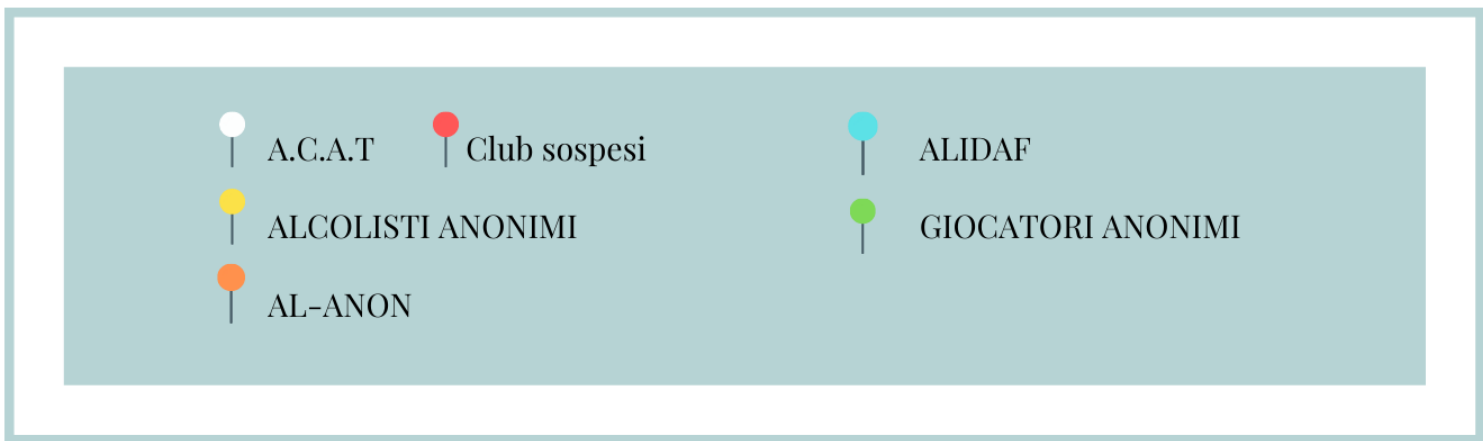 A.C.A.T
Club sospesi
ALCOLISTI ANONIMI
AL-ANON
ALIDAF
GIOCATORI ANONIMI